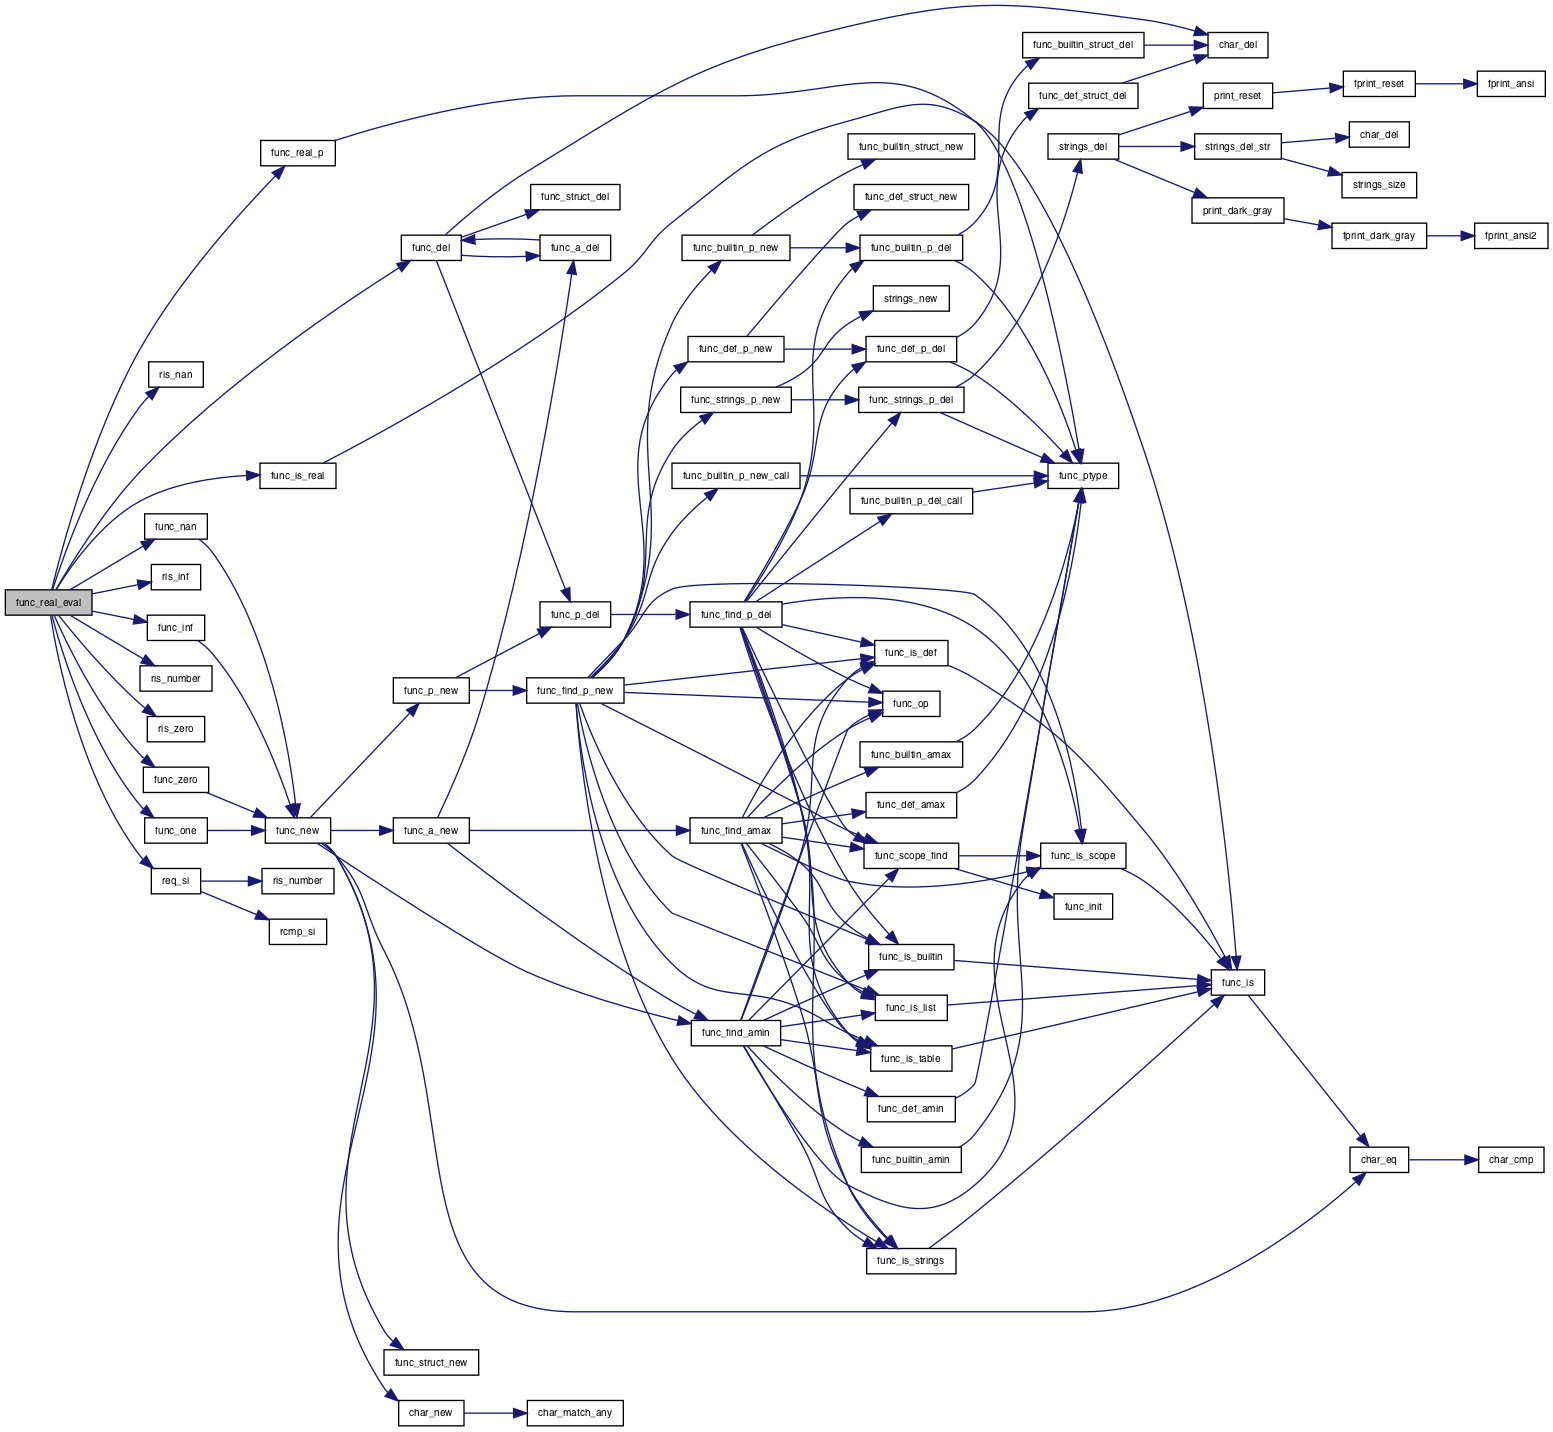 func_real_eval
func_real_p
ris_nan
func_del
func_is_real
func_nan
ris_inf
func_inf
ris_number
ris_zero
func_zero
func_one
req_si
func_new
ris_number
rcmp_si
func_struct_del
func_a_del
func_p_del
func_p_new
func_a_new
func_struct_new
char_new
char_match_any
func_find_p_new
func_builtin_p_new
func_def_p_new
func_strings_p_new
func_builtin_p_new_call
func_find_p_del
func_find_amax
func_find_amin
func_builtin_struct_new
func_def_struct_new
func_builtin_p_del
strings_new
func_def_p_del
func_strings_p_del
func_builtin_p_del_call
func_is_def
func_op
func_builtin_amax
func_def_amax
func_scope_find
func_is_builtin
func_is_list
func_is_table
func_def_amin
func_builtin_amin
func_is_strings
func_builtin_struct_del
func_def_struct_del
strings_del
func_ptype
func_is_scope
func_init
char_del
print_reset
strings_del_str
print_dark_gray
func_is
fprint_reset
char_del
strings_size
fprint_dark_gray
char_eq
fprint_ansi
fprint_ansi2
char_cmp